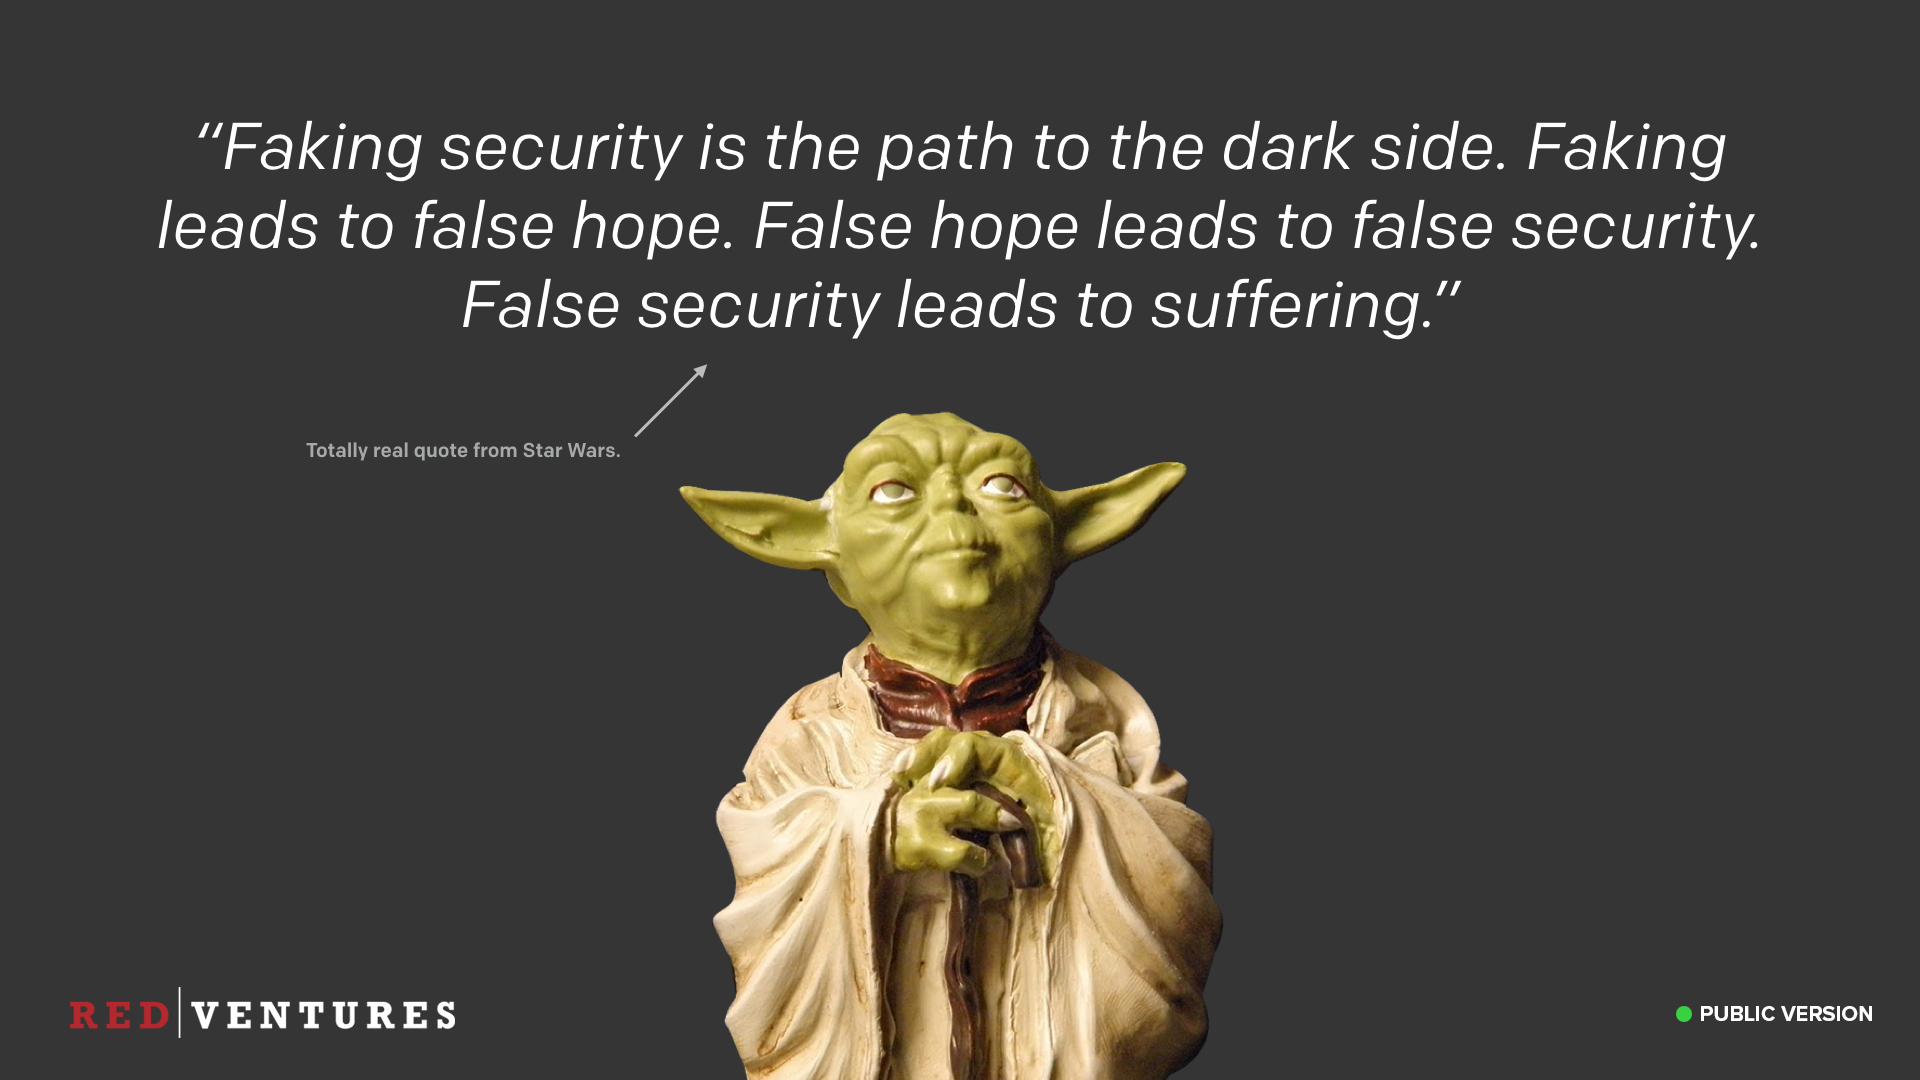 “Faking security is the path to the dark side. Faking
leads to false hope. False hope leads to false security.
False security leads to suffering.”
Totally real quote from Star Wars.
RED VENTURES
PUBLIC VERSION